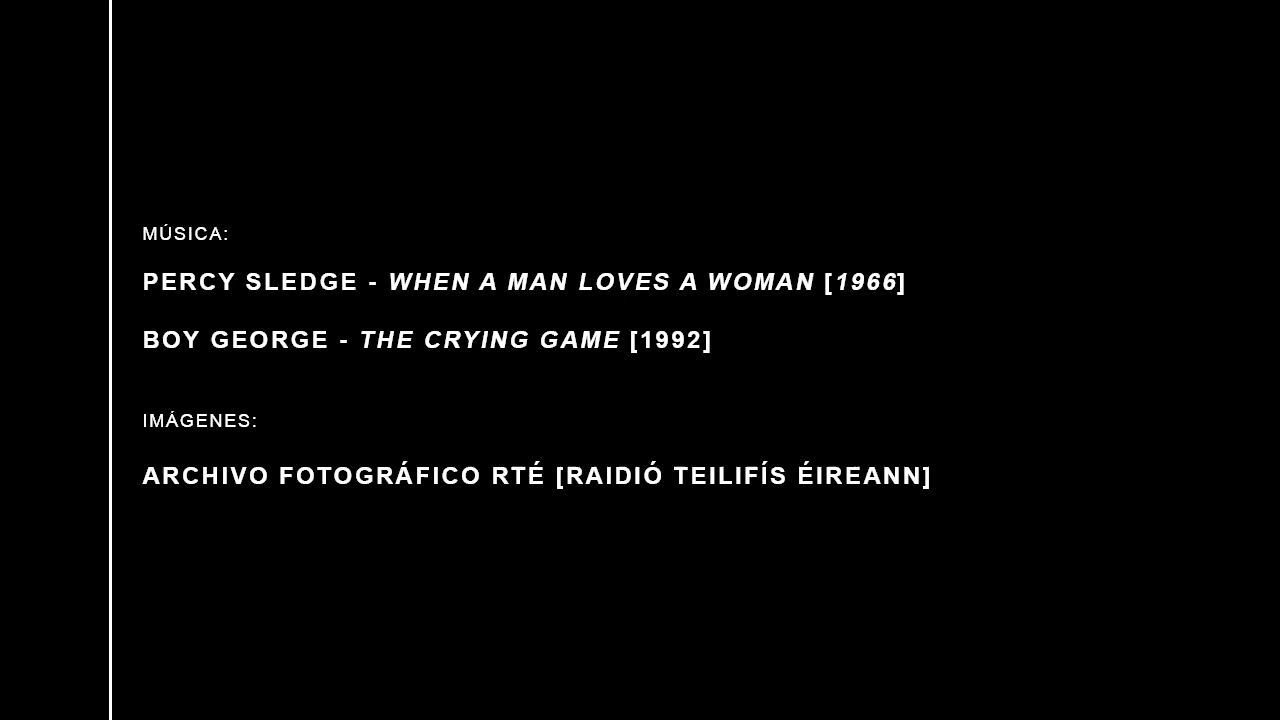 MÚSICA:
PERCY SLEDGE - WHEN A MAN LOVES A WOMAN [1966]
BOY GEORGE - THE CRYING GAME [1992]
IMÁGENES:
ARCHIVO FOTOGRÁFICO RTÉ [RAIDIÓ TEILIFÍS ÉIREANN]